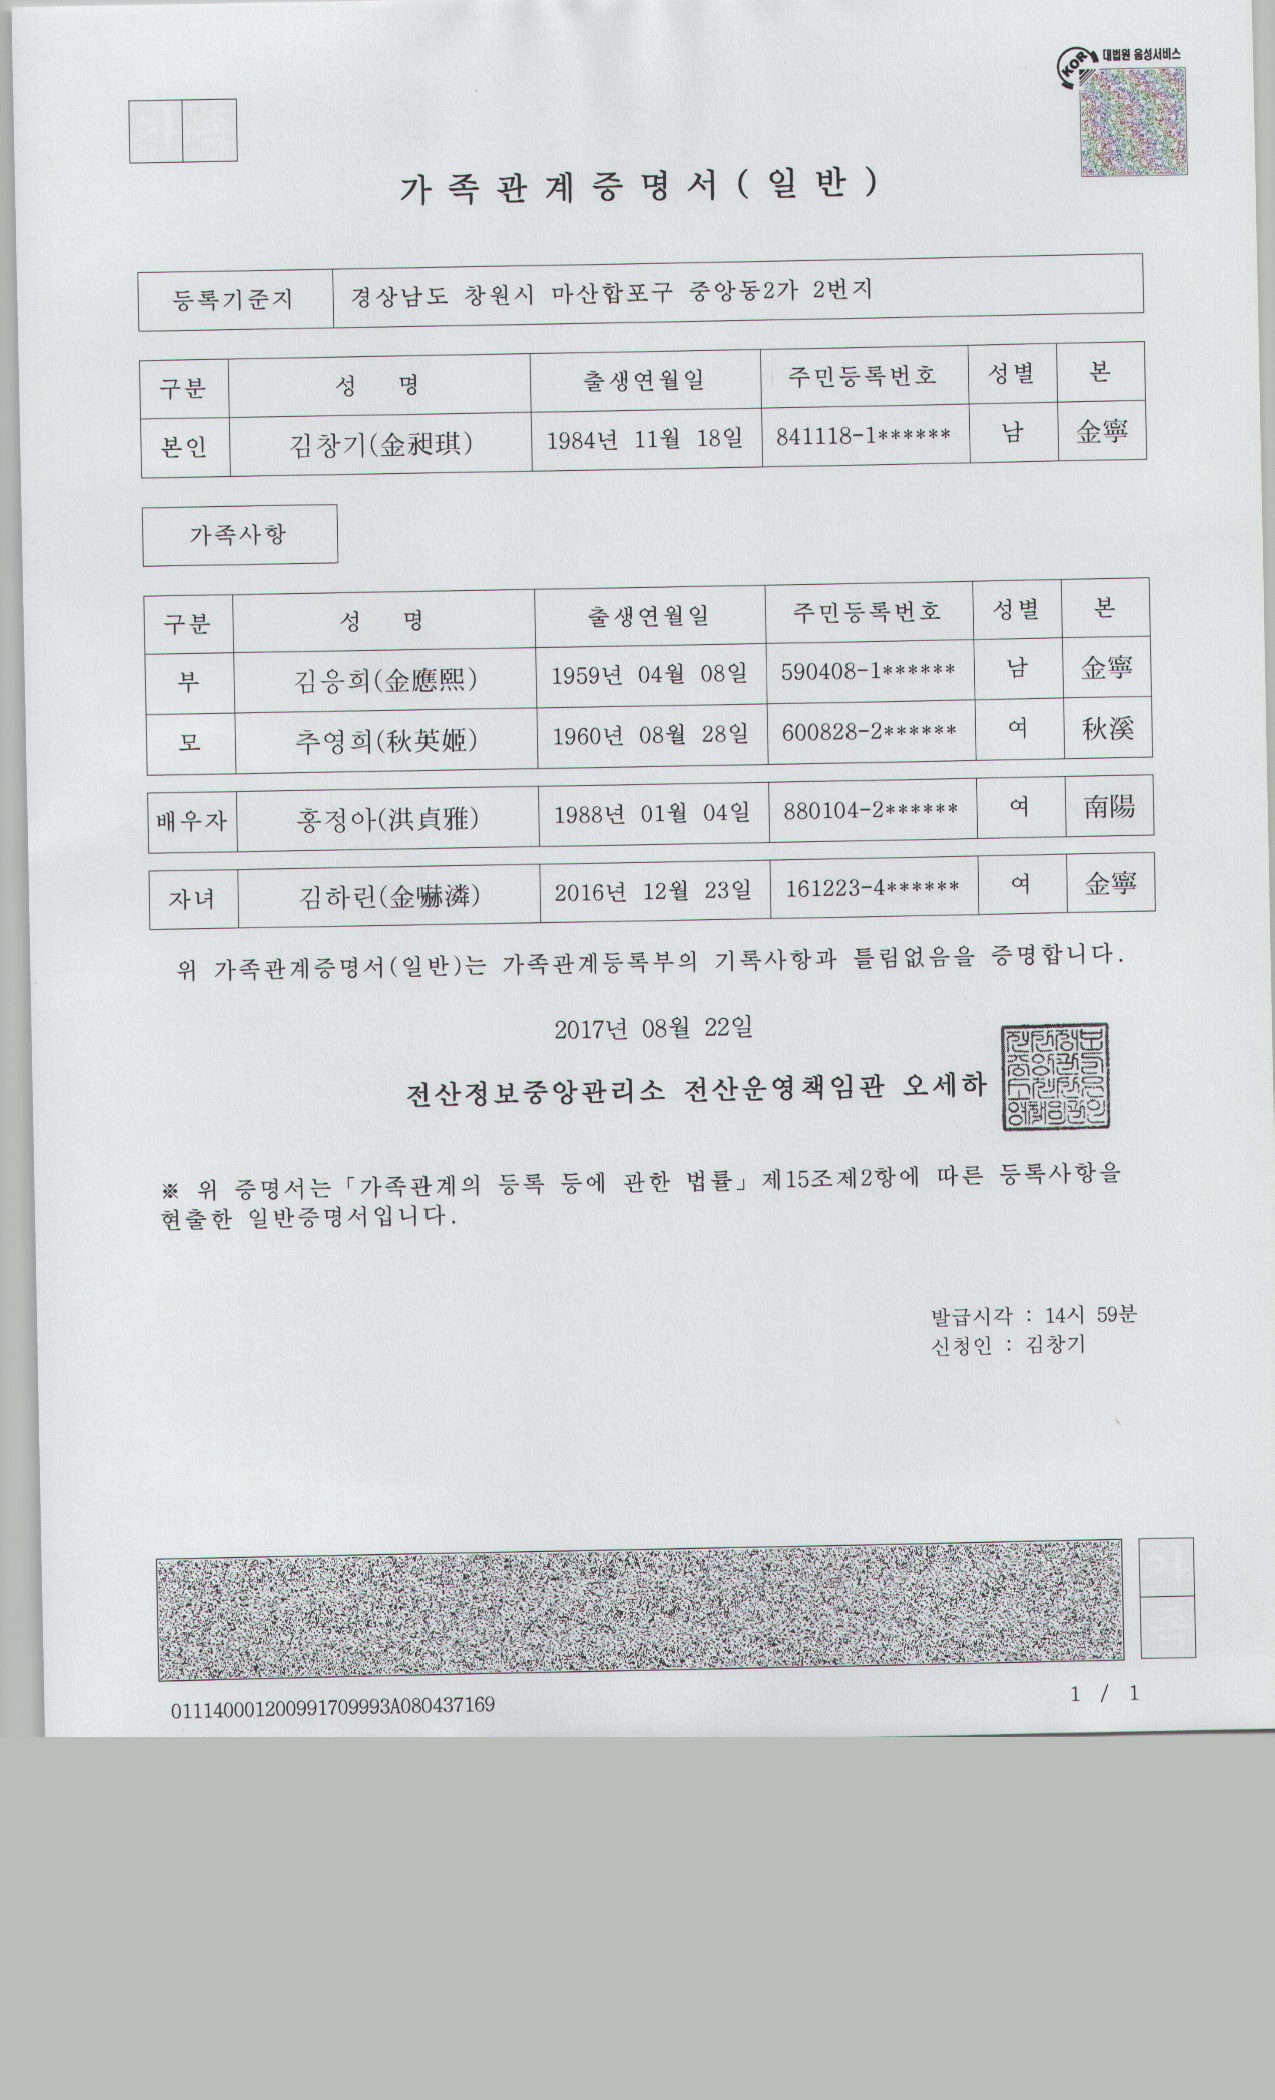 KOR 대법원 음성서비스
가족관계증명서(일반)
등록기준지 경상남도 창원시 마산합포구 중앙동2가 2번지
구분 성 명 출생연월일 주민등록번호 성별 본
본인 김창기(金昶琪) 1984년 11월 18일 841118-1****** 남 金寧
가족사항
구분 성 명 출생연월일 주민등록번호 성별 본
부 김응희(金應熙) 1959년 04월 08일 590408-1****** 남 金寧
모 추영희(秋英姬) 1960년 08월 28일 600828-2****** 여 秋溪
배우자 홍정아(洪貞雅) 1988년 01월 04일 880104-2****** 여 南陽
자녀 김하린(金嚇潾) 2016년 12월 23일 161223-4****** 여 金寧
위 가족관계증명서(일반)는 가족관계등록부의 기록사항과 틀림없음을 증명합니다.
2017년 08월 22일
전산정보중앙관리소 전산운영책임관 오세하
※ 위 증명서는「가족관계의 등록 등에 관한 법률」제15조제2항에 따른 등록사항을
현출한 일반증명서입니다.
발급시각 : 14시 59분
신청인 : 김창기
01114000120099170993A080437169
1 / 1